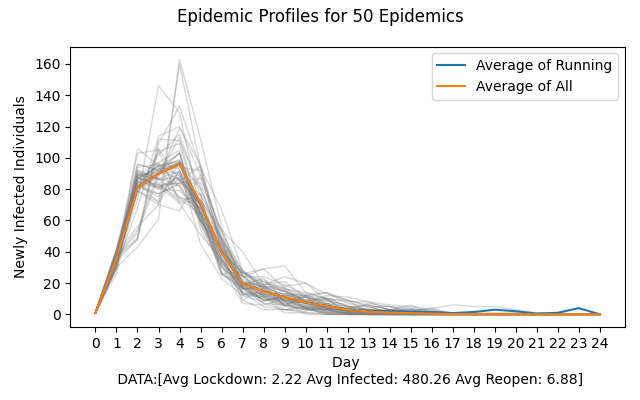 Epidemic Profiles for 50 Epidemics
Newly Infected Individuals
160
140
120
100
80
60
40
20
0
Average of Running
Average of All
0 1 2 3 4 5 6 7 8 9 10 11 12 13 14 15 16 17 18 19 20 21 22 23 24
Day
DATA:[Avg Lockdown: 2.22 Avg Infected: 480.26 Avg Reopen: 6.88]